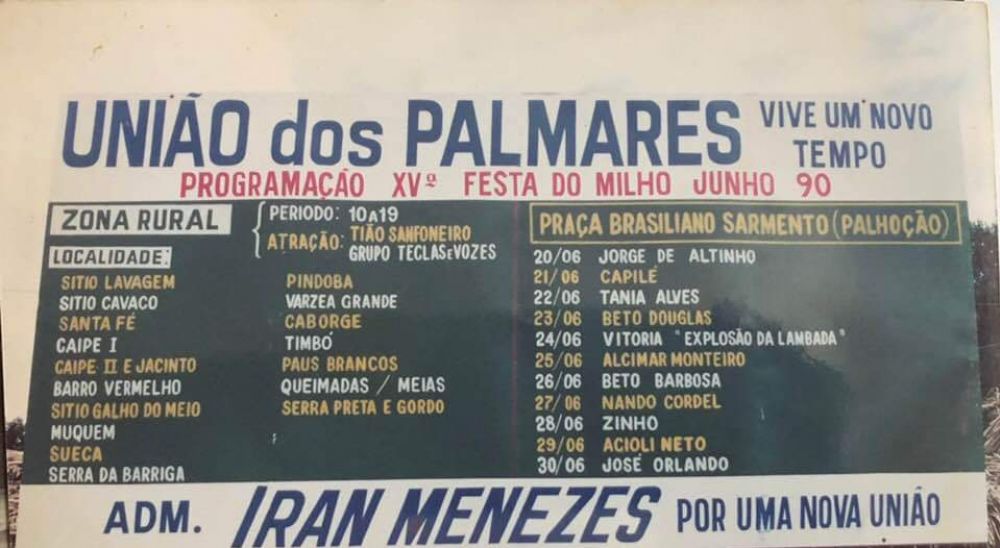 UNIÃO dos PALMARES VIVE UM NOVO
TEMPO
PROGRAMAÇÃO XVª FESTA DO MILHO JUNHO 90
ZONA RURAL
PERIODO: 10 A 19
ATRAÇÃO: TIÃO SANFONEIRO
GRUPO TECLAS E VOZES
LOCALIDADE:
SITIO LAVAGEM
SITIO CAVACO
SANTA FÉ
CAIPE I
CAIPE II E JACINTO
BARRO VERMELHO
SITIO GALHO DO MEIO
MUQUEM
SUECA
SERRA DA BARRIGA
PINDOBA
VARZEA GRANDE
CABORGE
TIMBÓ
PAUS BRANCOS
QUEIMADAS / MEIAS
SERRA PRETA E GORDO
PRAÇA BRASILIANO SARMENTO (PALHOÇÃO)
20/06 JORGE DE ALTINHO
21/06 CAPILÉ
22/06 TANIA ALVES
23/06 BETO DOUGLAS
24/06 VITORIA "EXPLOSÃO DA LAMBADA"
25/06 ALCIMAR MONTEIRO
26/06 BETO BARBOSA
27/06 NANDO CORDEL
28/06 ZINHO
29/06 ACIOLI NETO
30/06 JOSÉ ORLANDO
ADM. IRAN MENEZES POR UMA NOVA UNIÃO